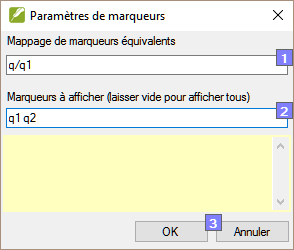 Paramètres de marqueurs
Mappage de marqueurs équivalents
q/q1
1
Marqueurs à afficher (laisser vide pour afficher tous)
q1 q2
2
3
OK
Annuler